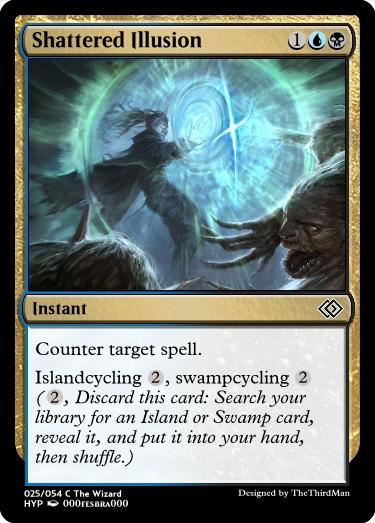 Shattered Illusion 1
Instant
Counter target spell.
Islandcycling 2, swampcycling 2
( 2, Discard this card: Search your
library for an Island or Swamp card,
reveal it, and put it into your hand,
then shuffle.)
025/054 C The Wizard
HYP 000FESBRA000
Designed by TheThirdMan